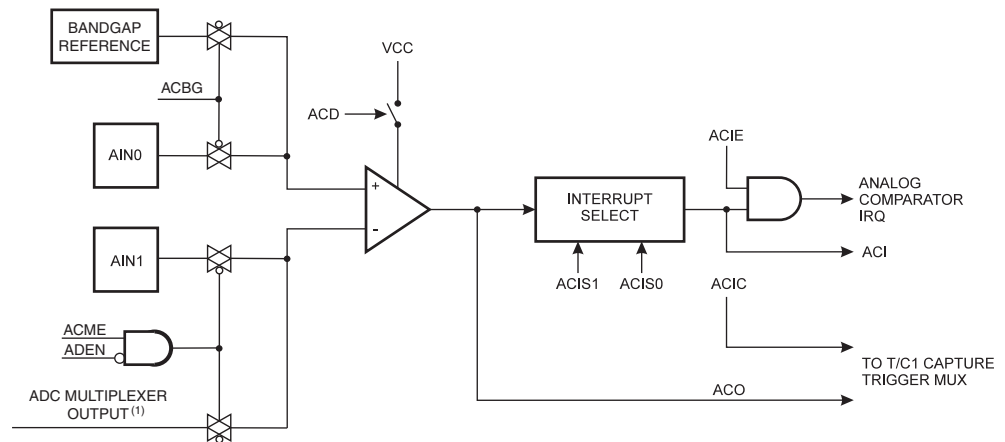 BANDGAP
REFERENCE
VCC
ACBG
ACD
AIN0
ACIE
+
-
INTERRUPT
SELECT
ANALOG
COMPARATOR
IRQ
AIN1
ACI
ACIS1 ACIS0
ACIC
ACME
ADEN
TO T/C1 CAPTURE
TRIGGER MUX
ADC MULTIPLEXER
OUTPUT (1)
ACO